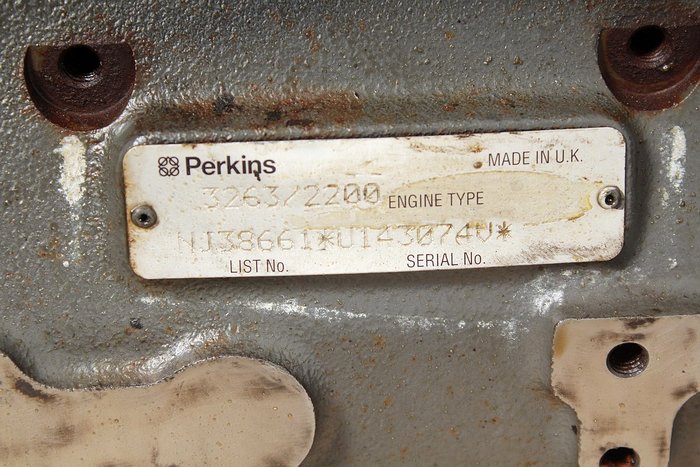 Perkins MADE IN U.K.
3263/2200 ENGINE TYPE
NJ38661*U143074V*
LIST No. SERIAL No.